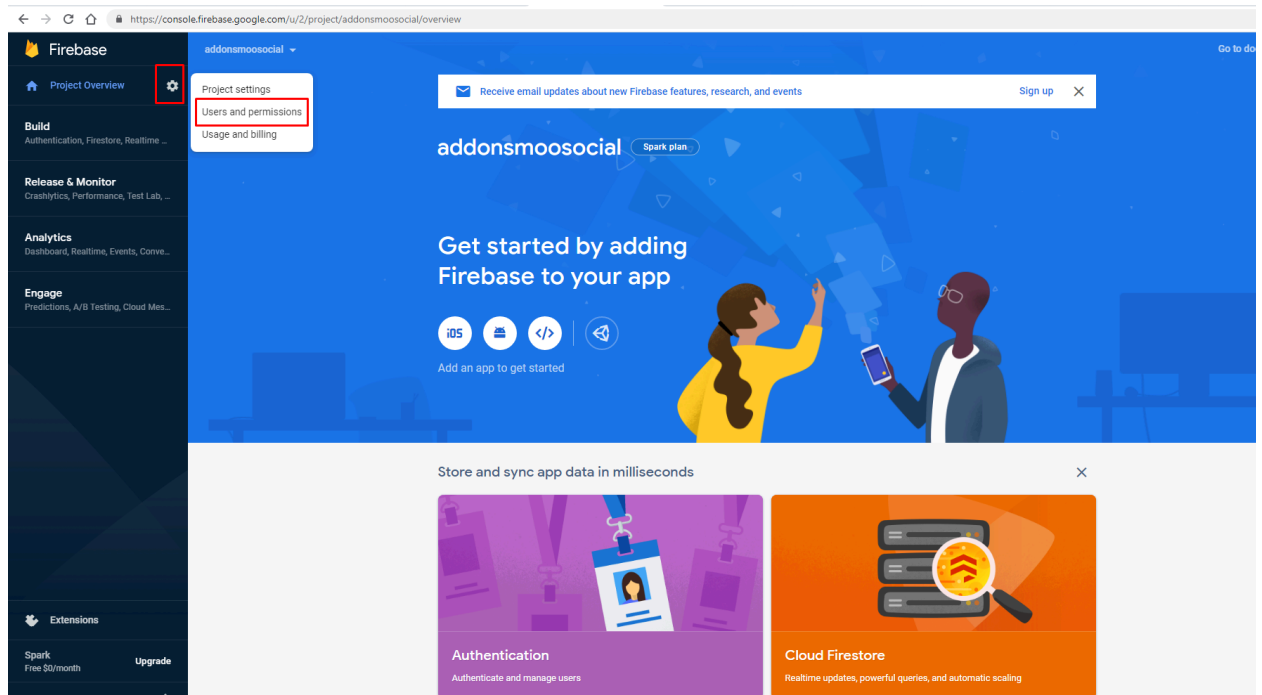 https://console.firebase.google.com/u/2/project/addonsmoosocial/overview
Firebase
addonsmoosocial
Go to do
Project Overview
Project settings
Users and permissions
Usage and billing
Receive email updates about new Firebase features, research, and events
Sign up
Build
Authentication, Firestore, Realtime ...
addonsmoosocial
Spark plan
Release & Monitor
Crashlytics, Performance, Test Lab, ...
Analytics
Dashboard, Realtime, Events, Conve...
Get started by adding
Firebase to your app
Engage
Predictions, A/B Testing, Cloud Mes...
iOS
Add an app to get started
Store and sync app data in milliseconds
Extensions
Spark
Free $0/month
Upgrade
Authentication
Authenticate and manage users
Cloud Firestore
Realtime updates, powerful queries, and automatic scaling